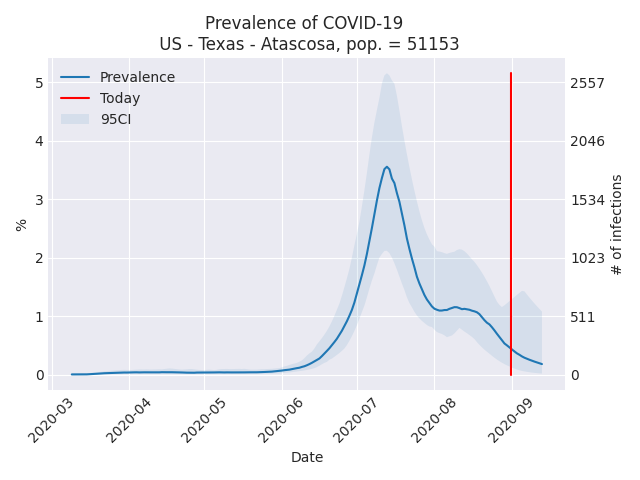 Prevalence of COVID-19
US - Texas - Atascosa, pop. = 51153
Prevalence
Today
95CI
5
4
3
2
1
0
%
2557
2046
1534
1023
511
0
# of infections
2020-03
2020-04
2020-05
2020-06
2020-07
2020-08
2020-09
Date